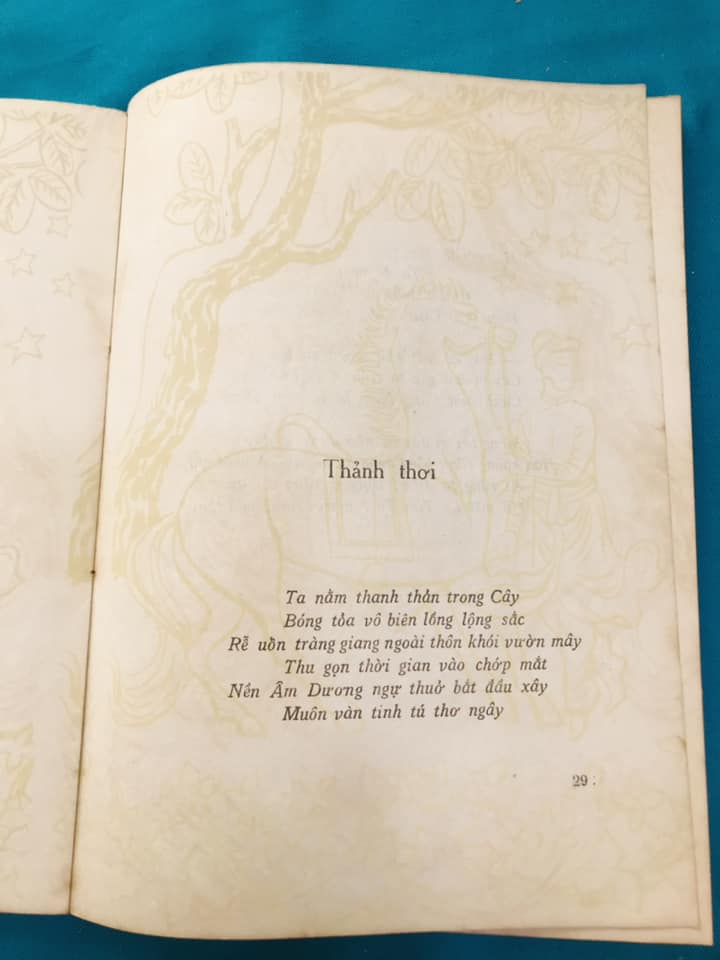 Thảnh thơi
Ta nằm thanh thản trong Cây
Bóng tỏa vô biên lồng lộng sắc
Rễ uồn tràng giang ngoài thôn khói vườn mây
Thu gọn thời gian vào chớp mắt
Nền Âm Dương ngự thuở bắt đầu xây
Muôn vàn tinh tú thơ ngây
29